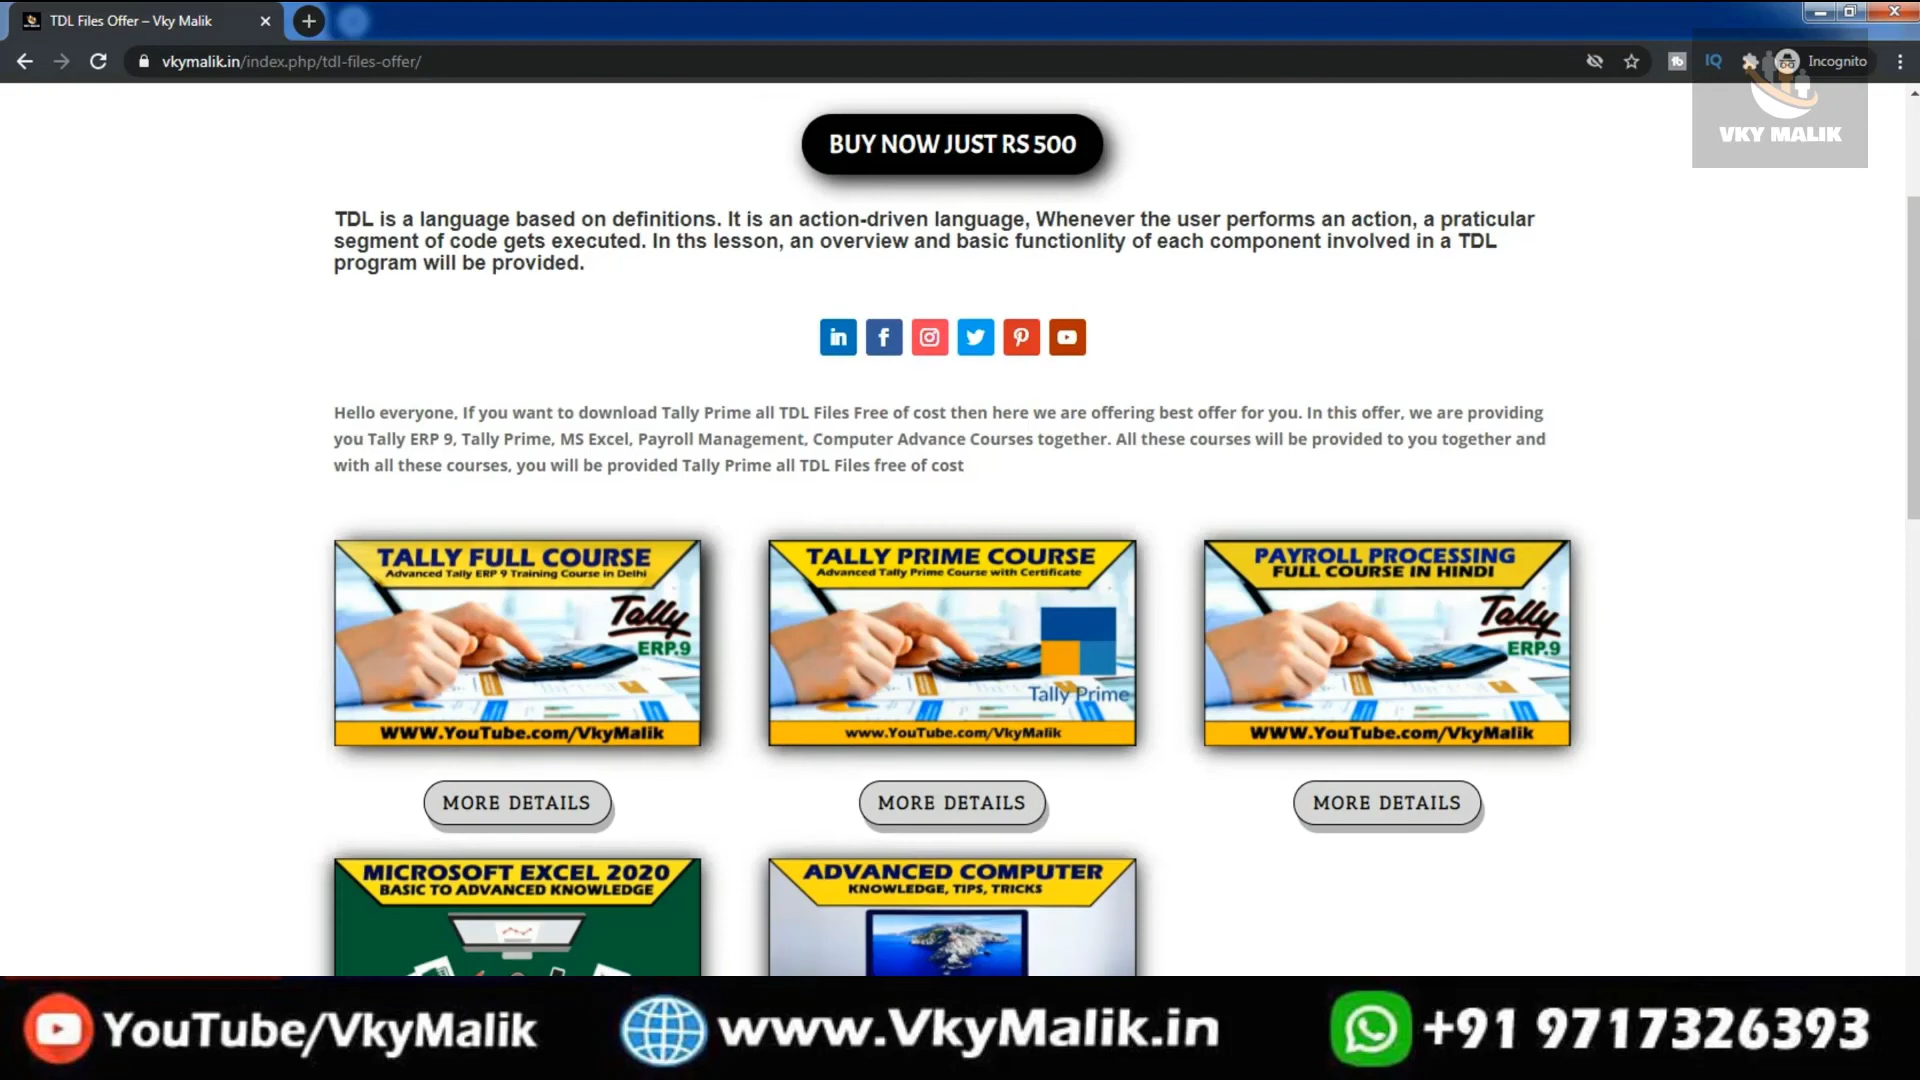 TDL Files Offer – Vky Malik
vkymalik.in/index.php/tdl-files-offer/
IQ
Incognito
VKY MALIK
BUY NOW JUST RS 500
TDL is a language based on definitions. It is an action-driven language, Whenever the user performs an action, a praticular
segment of code gets executed. In ths lesson, an overview and basic functionlity of each component involved in a TDL
program will be provided.
Hello everyone, If you want to download Tally Prime all TDL Files Free of cost then here we are offering best offer for you. In this offer, we are providing
you Tally ERP 9, Tally Prime, MS Excel, Payroll Management, Computer Advance Courses together. All these courses will be provided to you together and
with all these courses, you will be provided Tally Prime all TDL Files free of cost
TALLY FULL COURSE
Advanced Tally ERP 9 Training Course in Delhi
Tally
ERP.9
WWW.YouTube.com/VkyMalik
TALLY PRIME COURSE
Advanced Tally Prime Course with Certificate
Tally Prime
www.YouTube.com/VkyMalik
PAYROLL PROCESSING
FULL COURSE IN HINDI
Tally
ERP.9
WWW.YouTube.com/VkyMalik
MORE DETAILS
MORE DETAILS
MORE DETAILS
MICROSOFT EXCEL 2020
BASIC TO ADVANCED KNOWLEDGE
ADVANCED COMPUTER
KNOWLEDGE, TIPS, TRICKS
YouTube/VkyMalik
www.VkyMalik.in
+91 9717326393